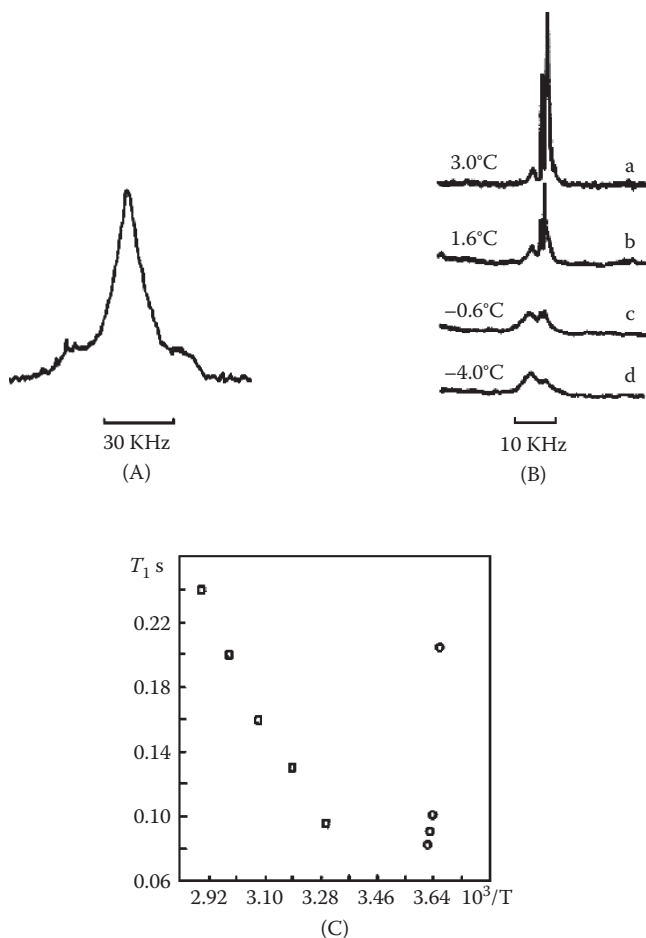 3.0°C
a
1.6°C
b
–0.6°C
c
–4.0°C
d
30 KHz
(A)
10 KHz
(B)
T1 s
0.22
0.18
0.14
0.10
0.06
2.92 3.10 3.28 3.46 3.64 10³/T
(C)